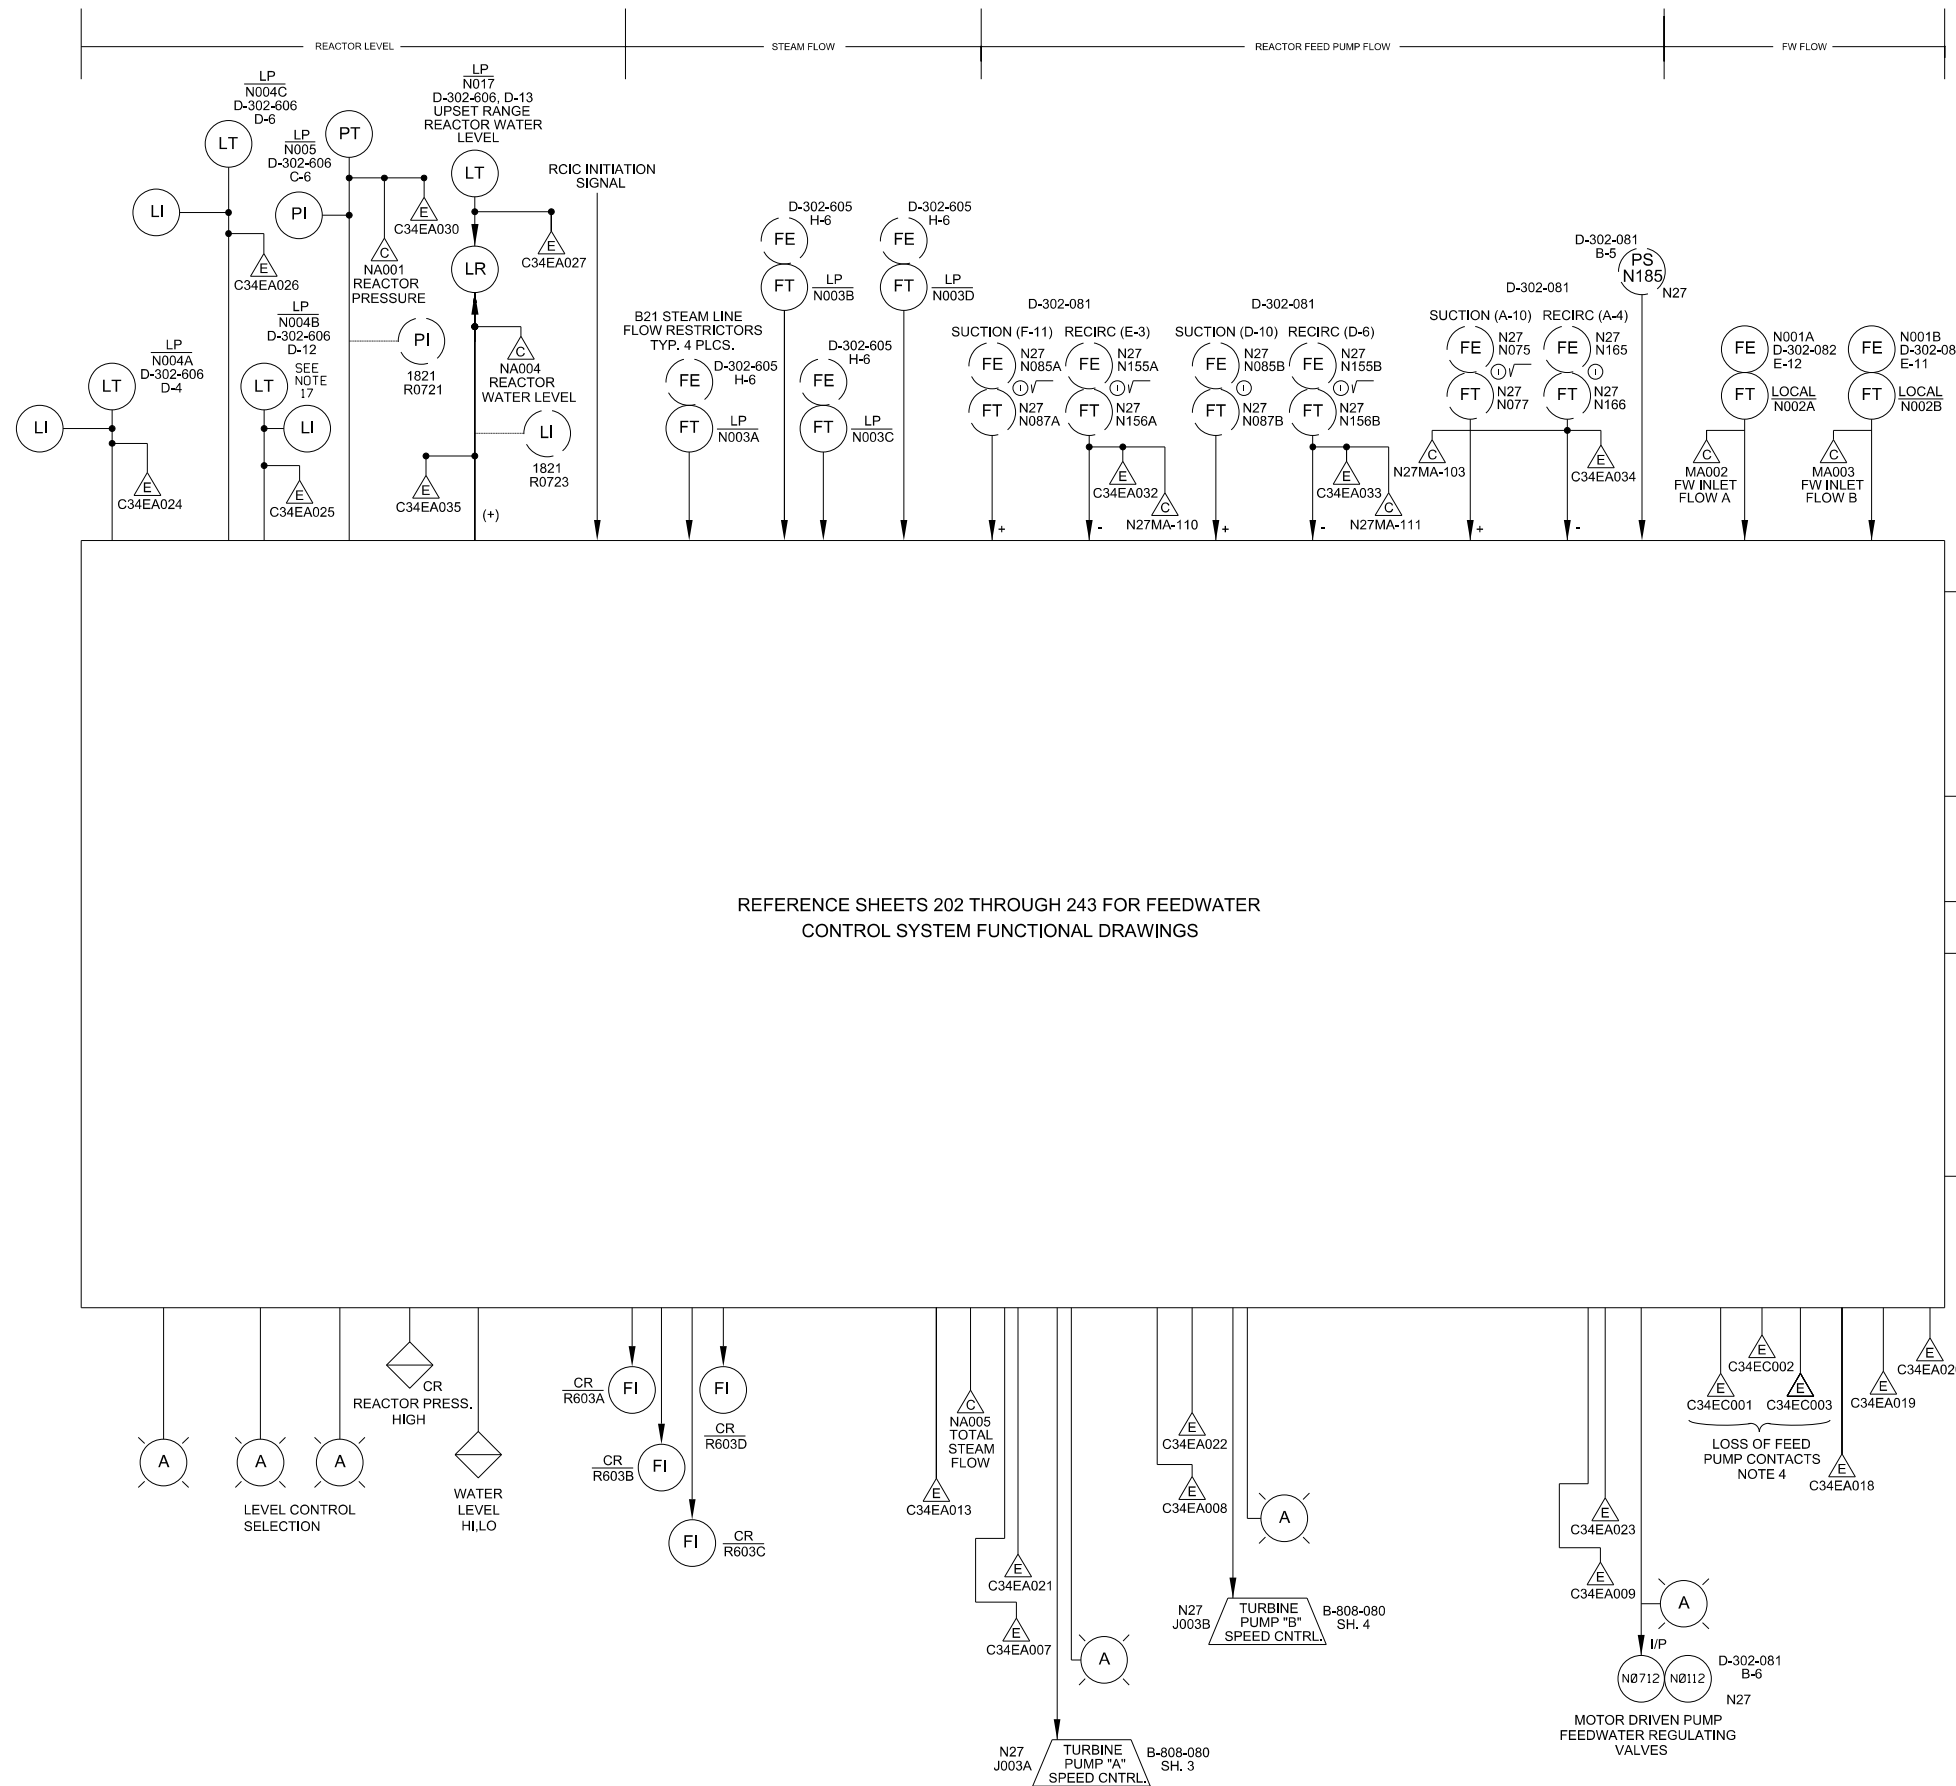 REACTOR LEVEL
STEAM FLOW
REACTOR FEED PUMP FLOW
FW FLOW
LP
N004C
D-302-606
D-6
LT
LI
E
C34EA026
LP
N005
D-302-606
C-6
PT
PI
E
C34EA030
C
NA001
REACTOR
PRESSURE
PI
1821
R0721
LP
N017
D-302-606, D-13
UPSET RANGE
REACTOR WATER
LEVEL
LT
LR
E
C34EA027
C
NA004
REACTOR
WATER LEVEL
LI
1821
R0723
E
C34EA035
(+)
RCIC INITIATION
SIGNAL
LP
N004A
D-302-606
D-4
LT
LI
E
C34EA024
LP
N004B
D-302-606
D-12
LT
SEE
NOTE
17
LI
E
C34EA025
B21 STEAM LINE
FLOW RESTRICTORS
TYP. 4 PLCS.
FE
D-302-605
H-6
FT
LP
N003A
D-302-605
H-6
FE
FT
LP
N003B
D-302-605
H-6
FE
FT
LP
N003C
D-302-605
H-6
FE
FT
LP
N003D
D-302-081
SUCTION (F-11)
RECIRC (E-3)
FE
N27
N085A
I √
FT
N27
N087A
+
FE
N27
N155A
I √
FT
N27
N156A
E
C34EA032
C
N27MA-110
-
D-302-081
SUCTION (D-10)
RECIRC (D-6)
FE
N27
N085B
I
FT
N27
N087B
+
FE
N27
N155B
I √
FT
N27
N156B
E
C34EA033
C
N27MA-111
-
D-302-081
SUCTION (A-10)
RECIRC (A-4)
FE
N27
N075
I √
FT
N27
N077
C
N27MA-103
+
FE
N27
N165
I
FT
N27
N166
E
C34EA034
-
D-302-081
B-5
PS
N185
N27
FE
N001A
D-302-082
E-12
FT
LOCAL
N002A
C
MA002
FW INLET
FLOW A
FE
N001B
D-302-08
E-11
FT
LOCAL
N002B
C
MA003
FW INLET
FLOW B
REFERENCE SHEETS 202 THROUGH 243 FOR FEEDWATER
CONTROL SYSTEM FUNCTIONAL DRAWINGS
A
A
A
LEVEL CONTROL
SELECTION
CR
REACTOR PRESS.
HIGH
WATER
LEVEL
HI,LO
CR
R603A
FI
CR
R603B
FI
FI
CR
R603C
FI
CR
R603D
E
C34EA013
C
NA005
TOTAL
STEAM
FLOW
E
C34EA021
E
C34EA007
A
N27
J003A
TURBINE
PUMP "A"
SPEED CNTRL.
B-808-080
SH. 3
E
C34EA022
E
C34EA008
A
N27
J003B
TURBINE
PUMP "B"
SPEED CNTRL.
B-808-080
SH. 4
E
C34EA023
E
C34EA009
A
I/P
NØ712
NØ112
D-302-081
B-6
N27
MOTOR DRIVEN PUMP
FEEDWATER REGULATING
VALVES
E
C34EC001
E
C34EC002
E
C34EC003
LOSS OF FEED
PUMP CONTACTS
NOTE 4
E
C34EA018
E
C34EA019
E
C34EA02